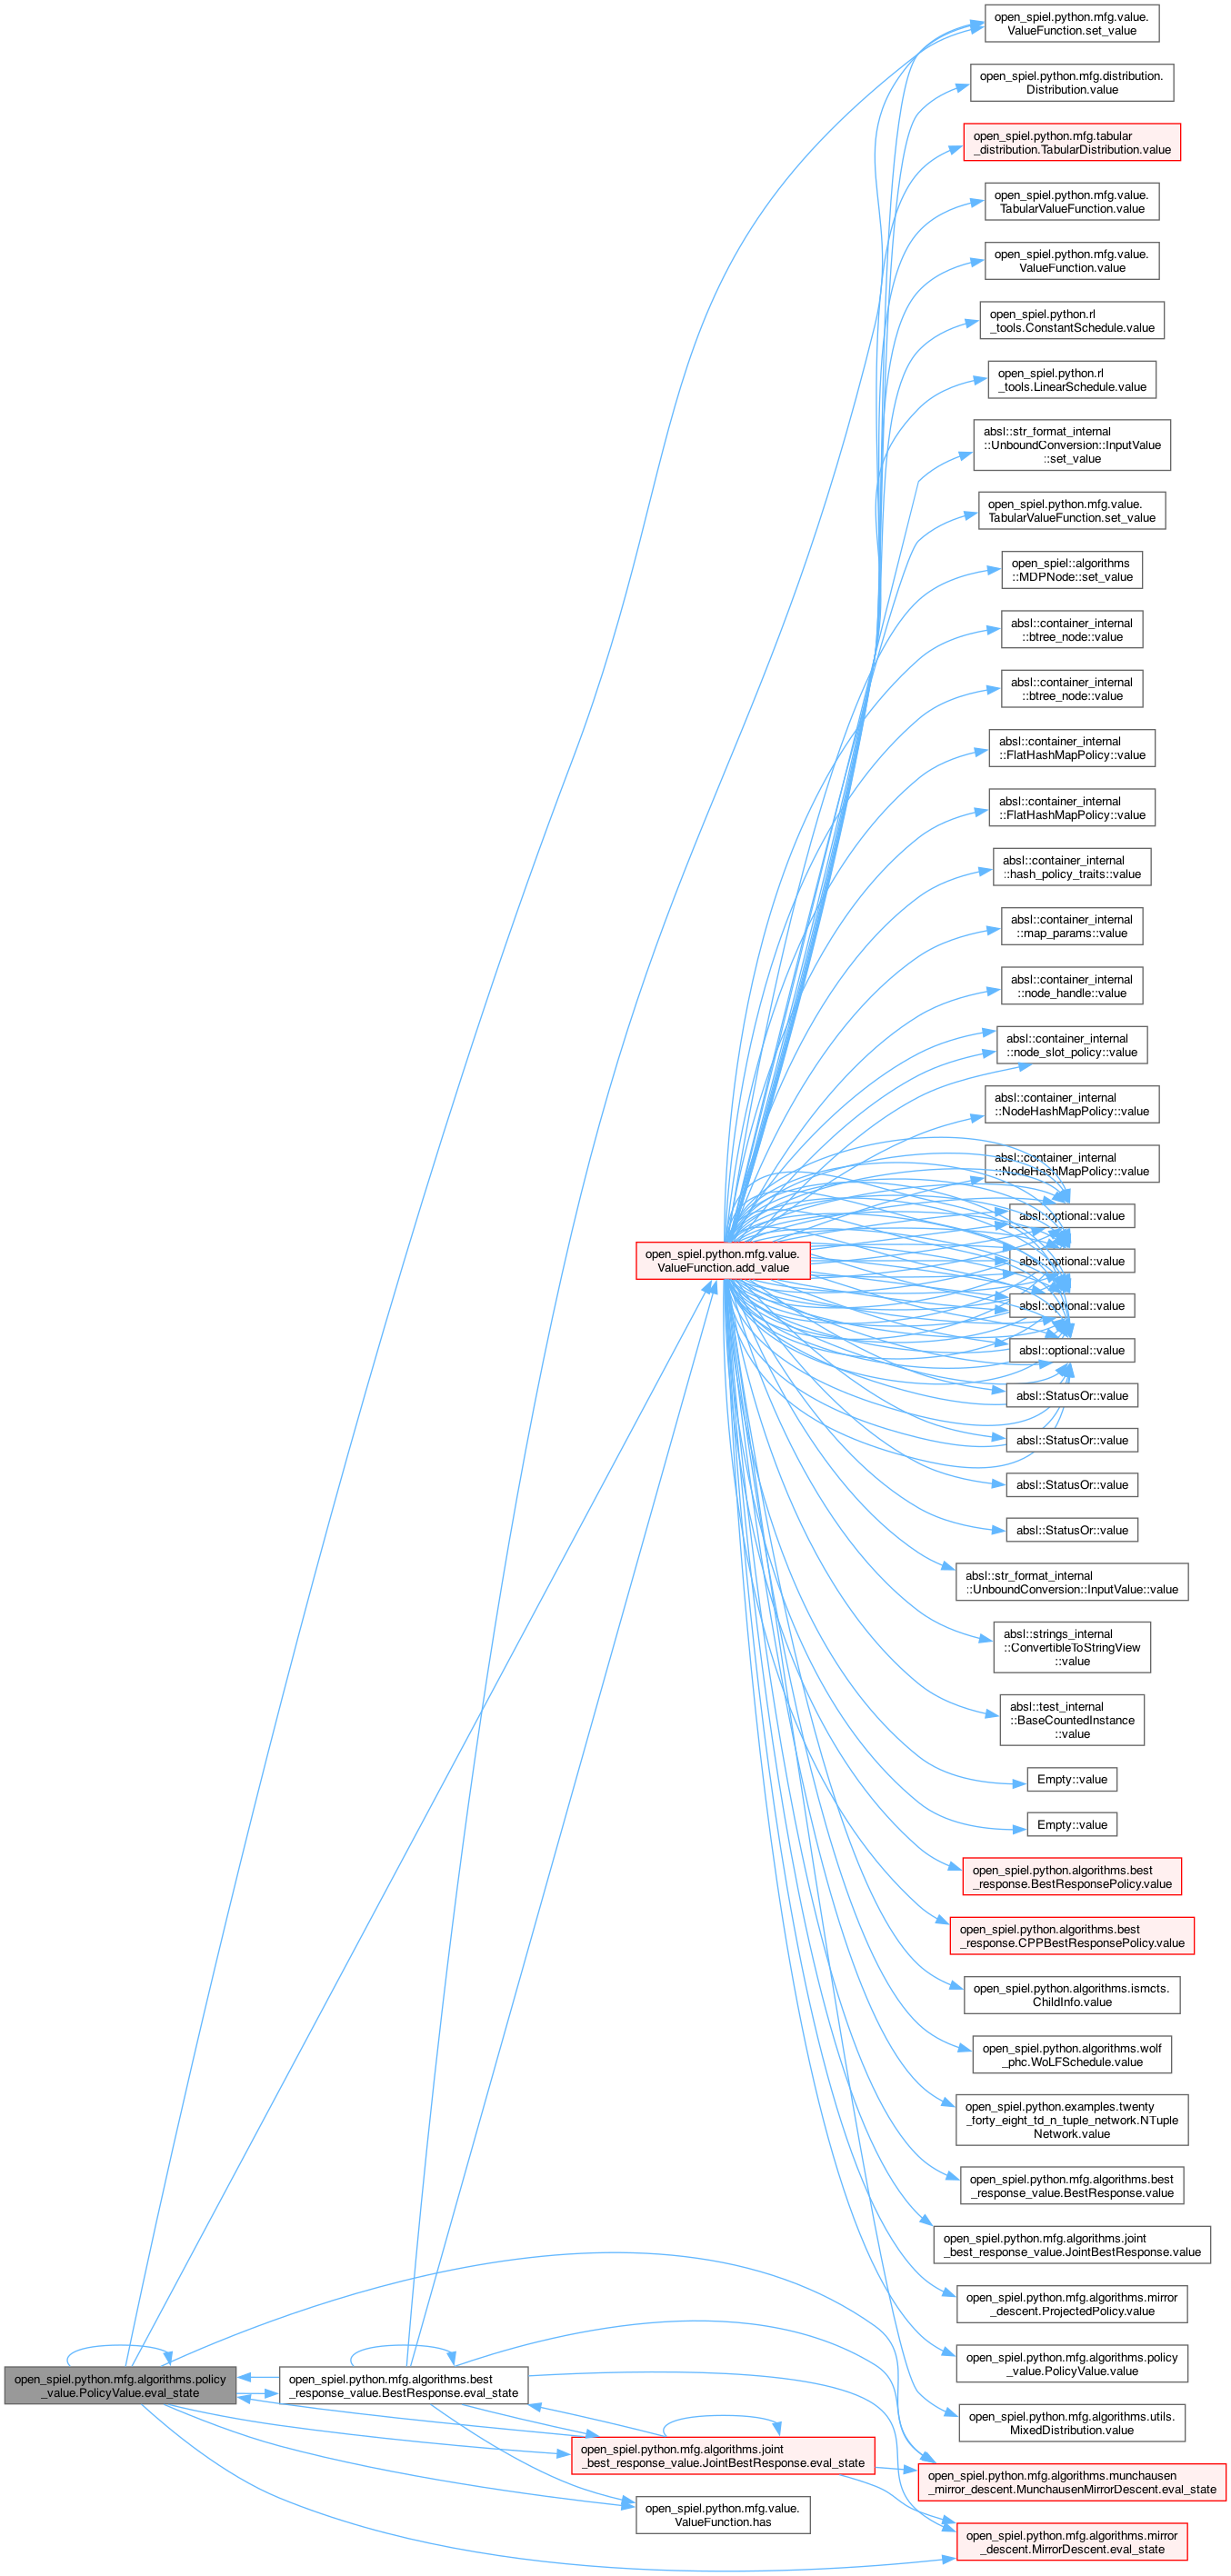 open_spiel.python.mfg.value.
ValueFunction.set_value
open_spiel.python.mfg.distribution.
Distribution.value
open_spiel.python.mfg.tabular
_distribution.TabularDistribution.value
open_spiel.python.mfg.value.
TabularValueFunction.value
open_spiel.python.mfg.value.
ValueFunction.value
open_spiel.python.rl
_tools.ConstantSchedule.value
open_spiel.python.rl
_tools.LinearSchedule.value
absl::str_format_internal
::UnboundConversion::InputValue
::set_value
open_spiel.python.mfg.value.
TabularValueFunction.set_value
open_spiel::algorithms
::MDPNode::set_value
absl::container_internal
::btree_node::value
absl::container_internal
::btree_node::value
absl::container_internal
::FlatHashMapPolicy::value
absl::container_internal
::FlatHashMapPolicy::value
absl::container_internal
::hash_policy_traits::value
absl::container_internal
::map_params::value
absl::container_internal
::node_handle::value
absl::container_internal
::node_slot_policy::value
absl::container_internal
::NodeHashMapPolicy::value
absl::container_internal
::NodeHashMapPolicy::value
absl::optional::value
open_spiel.python.mfg.value.
ValueFunction.add_value
absl::optional::value
absl::optional::value
absl::optional::value
absl::StatusOr::value
absl::StatusOr::value
absl::StatusOr::value
absl::StatusOr::value
absl::str_format_internal
::UnboundConversion::InputValue::value
absl::strings_internal
::ConvertibleToStringView
::value
absl::test_internal
::BaseCountedInstance
::value
Empty::value
Empty::value
open_spiel.python.algorithms.best
_response.BestResponsePolicy.value
open_spiel.python.algorithms.best
_response.CPPBestResponsePolicy.value
open_spiel.python.algorithms.ismcts.
ChildInfo.value
open_spiel.python.algorithms.wolf
_phc.WoLFSchedule.value
open_spiel.python.examples.twenty
_forty_eight_td_n_tuple_network.NTuple
Network.value
open_spiel.python.mfg.algorithms.best
_response_value.BestResponse.value
open_spiel.python.mfg.algorithms.joint
_best_response_value.JointBestResponse.value
open_spiel.python.mfg.algorithms.mirror
_descent.ProjectedPolicy.value
open_spiel.python.mfg.algorithms.policy
_value.PolicyValue.value
open_spiel.python.mfg.algorithms.policy
_value.PolicyValue.eval_state
open_spiel.python.mfg.algorithms.best
_response_value.BestResponse.eval_state
open_spiel.python.mfg.algorithms.utils.
MixedDistribution.value
open_spiel.python.mfg.algorithms.joint
_best_response_value.JointBestResponse.eval_state
open_spiel.python.mfg.algorithms.munchausen
_mirror_descent.MunchausenMirrorDescent.eval_state
open_spiel.python.mfg.value.
ValueFunction.has
open_spiel.python.mfg.algorithms.mirror
_descent.MirrorDescent.eval_state